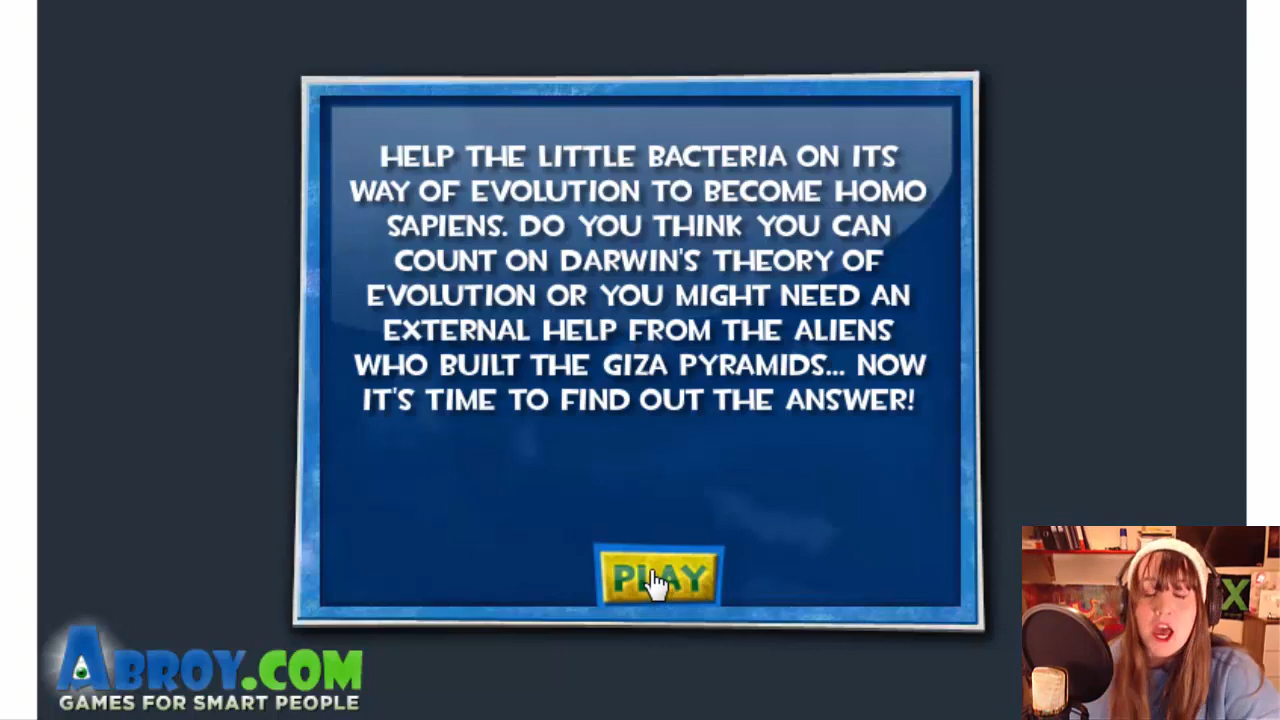 HELP THE LITTLE BACTERIA ON ITS
WAY OF EVOLUTION TO BECOME HOMO
SAPIENS. DO YOU THINK YOU CAN
COUNT ON DARWIN'S THEORY OF
EVOLUTION OR YOU MIGHT NEED AN
EXTERNAL HELP FROM THE ALIENS
WHO BUILT THE GIZA PYRAMIDS... NOW
IT'S TIME TO FIND OUT THE ANSWER!
PLAY
ABROY.COM
GAMES FOR SMART PEOPLE
X